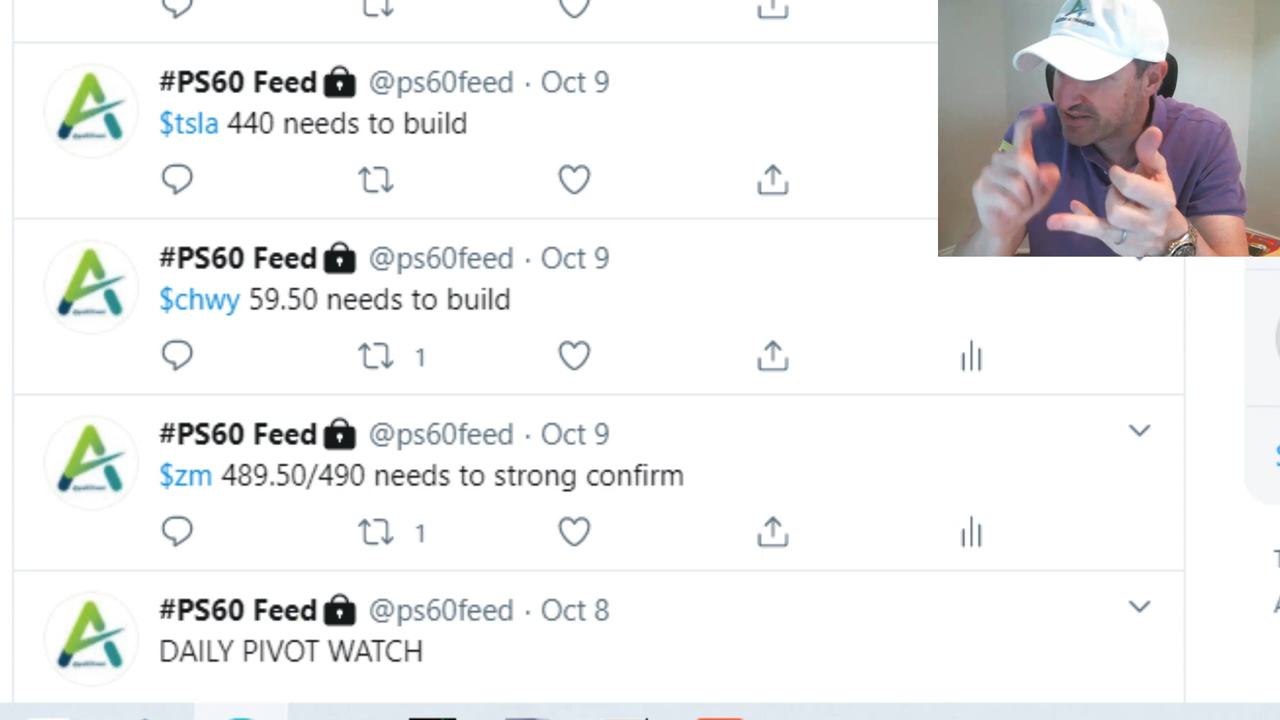 #PS60 Feed @ps60feed · Oct 9
$tsla 440 needs to build
#PS60 Feed @ps60feed · Oct 9
$chwy 59.50 needs to build
1
#PS60 Feed @ps60feed · Oct 9
$zm 489.50/490 needs to strong confirm
1
#PS60 Feed @ps60feed · Oct 8
DAILY PIVOT WATCH